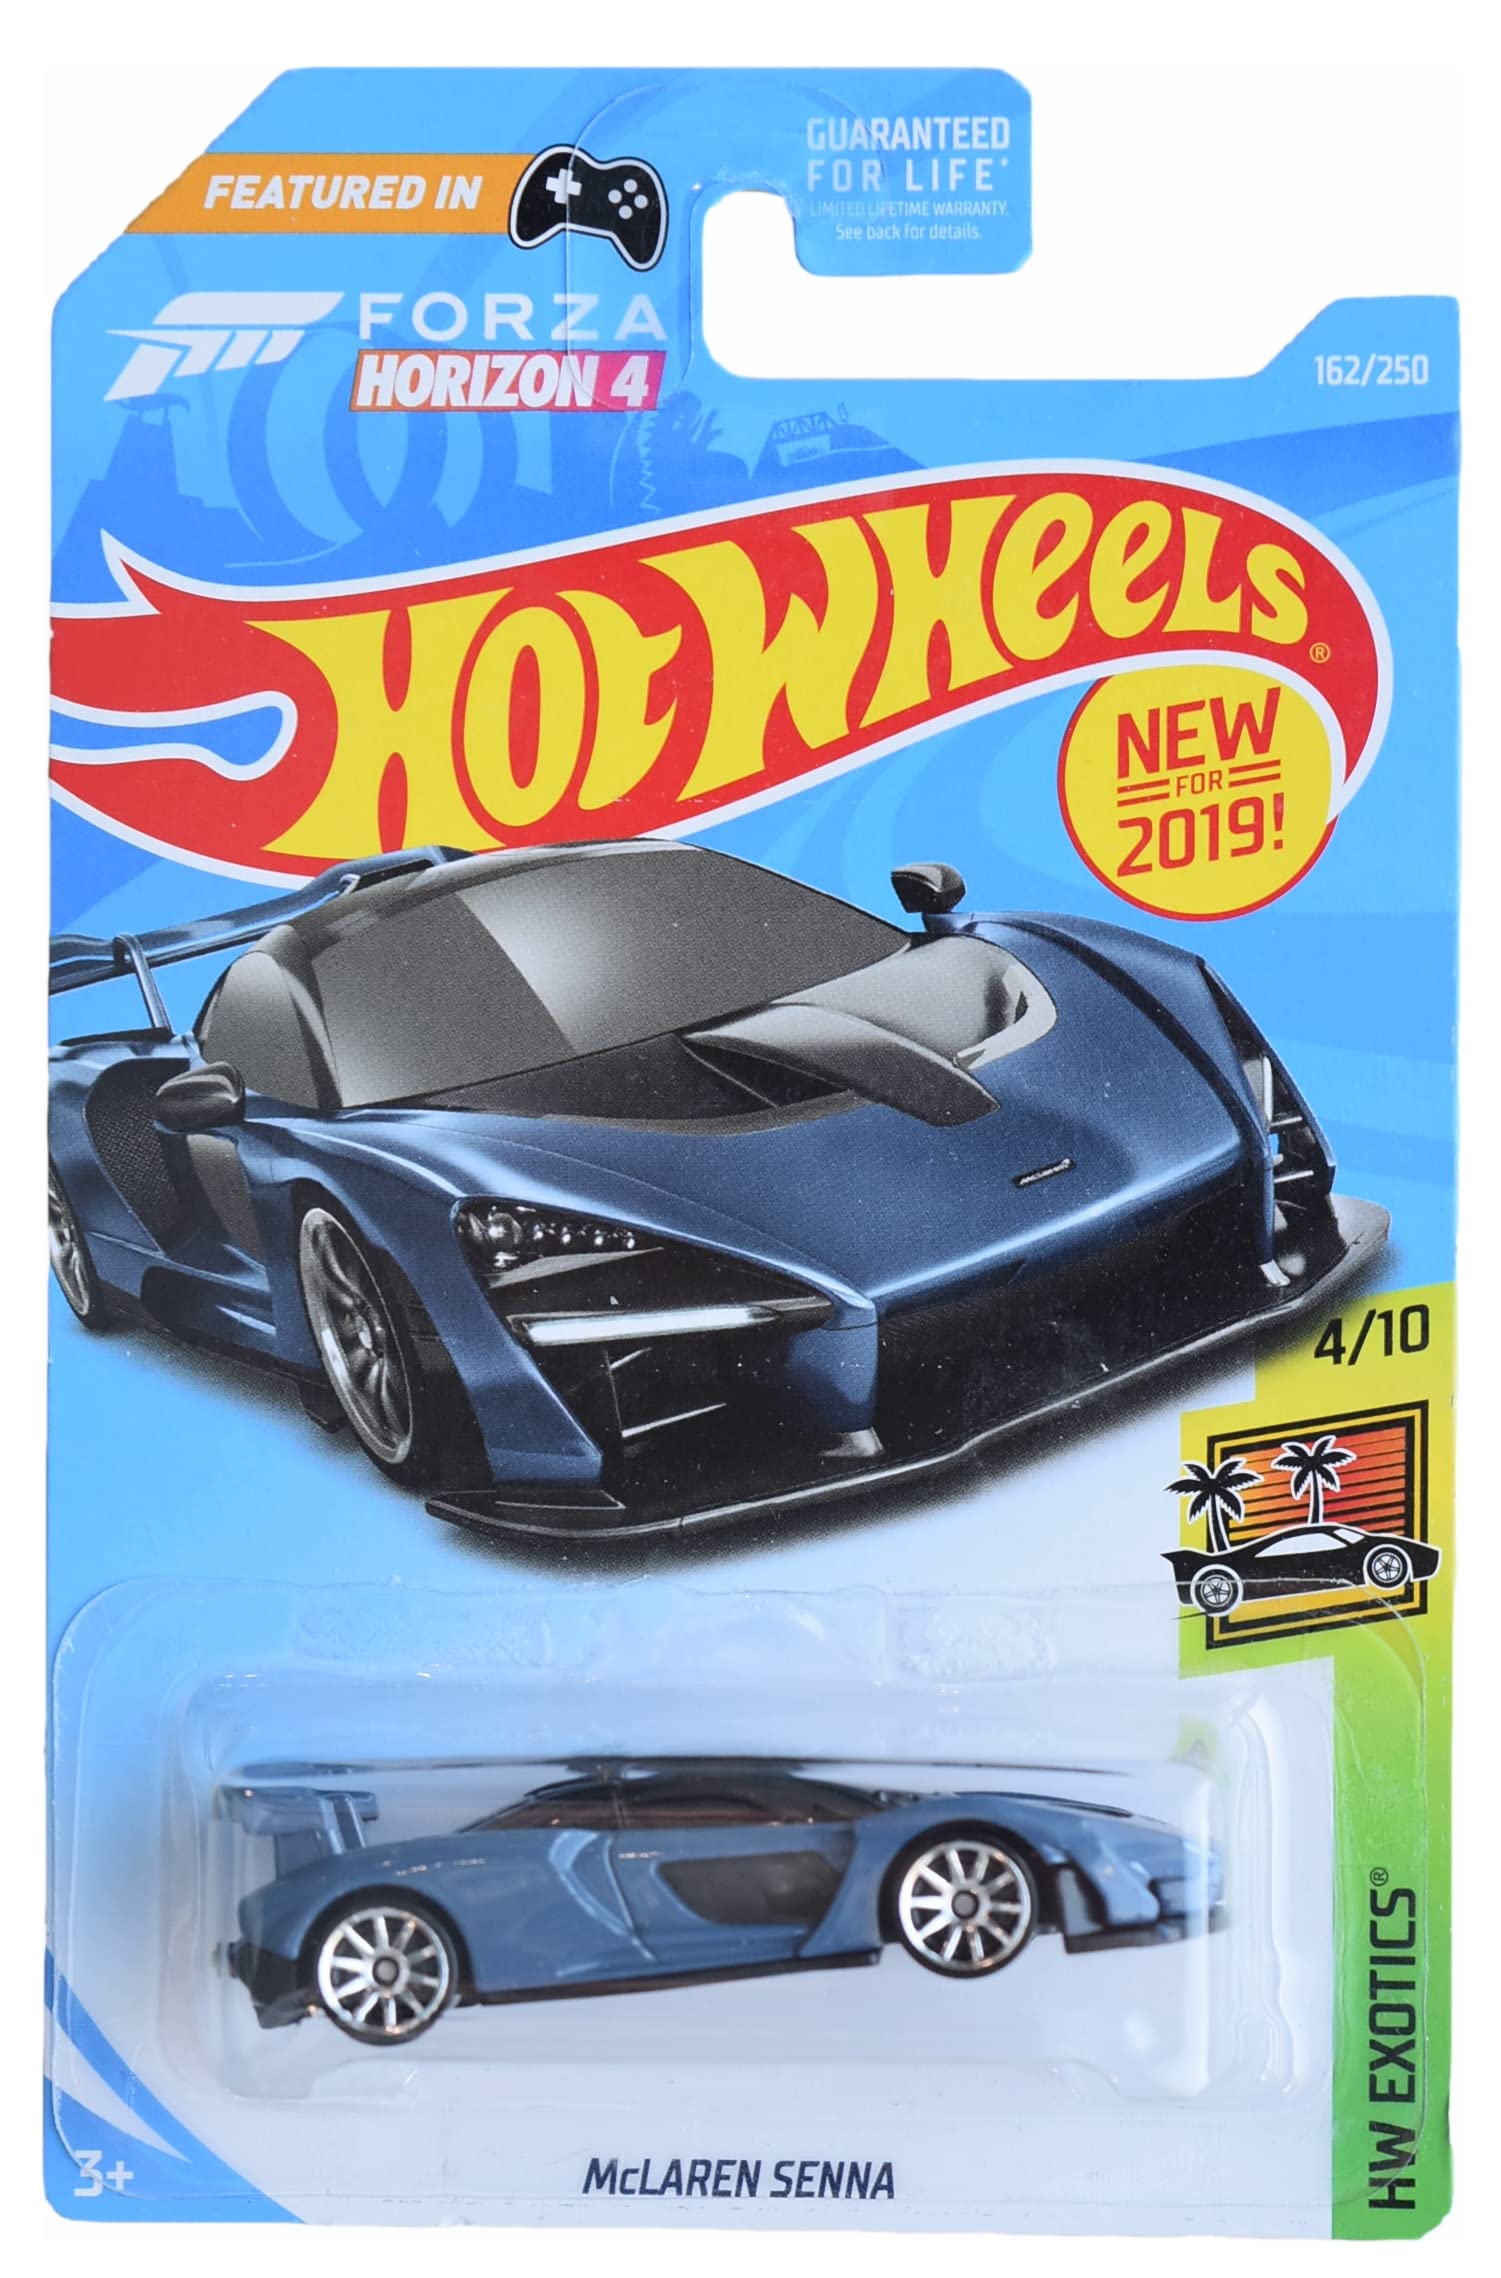 GUARANTEED
FOR LIFE*
LIMITED LIFETIME WARRANTY.
See back for details.
FEATURED IN
FORZA
HORIZON 4
162/250
HOT WHEELS®
NEW
FOR
2019!
McLaren
4/10
HW EXOTICS®
3+
McLAREN SENNA